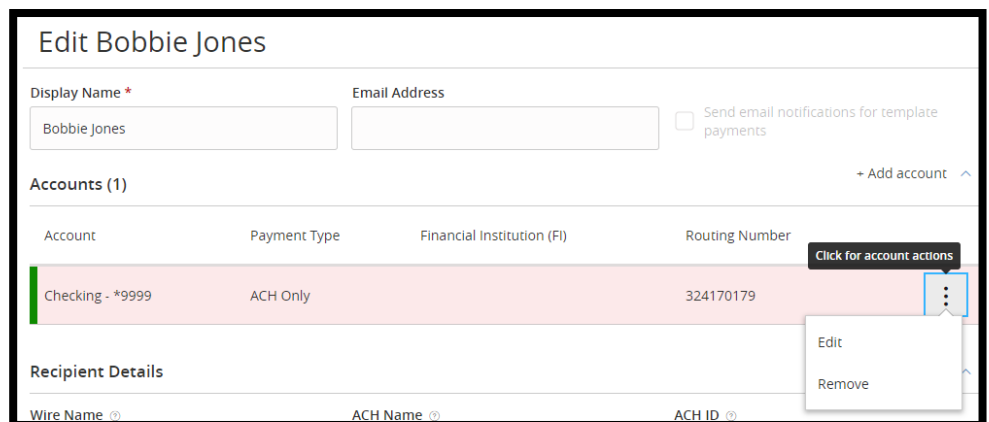 Edit Bobbie Jones
Display Name *
Email Address
Bobbie Jones
Send email notifications for template
payments
Accounts (1)
+ Add account
Account Payment Type Financial Institution (FI) Routing Number
Click for account actions
Checking - *9999 ACH Only 324170179
Edit
Remove
Recipient Details
Wire Name ACH Name ACH ID